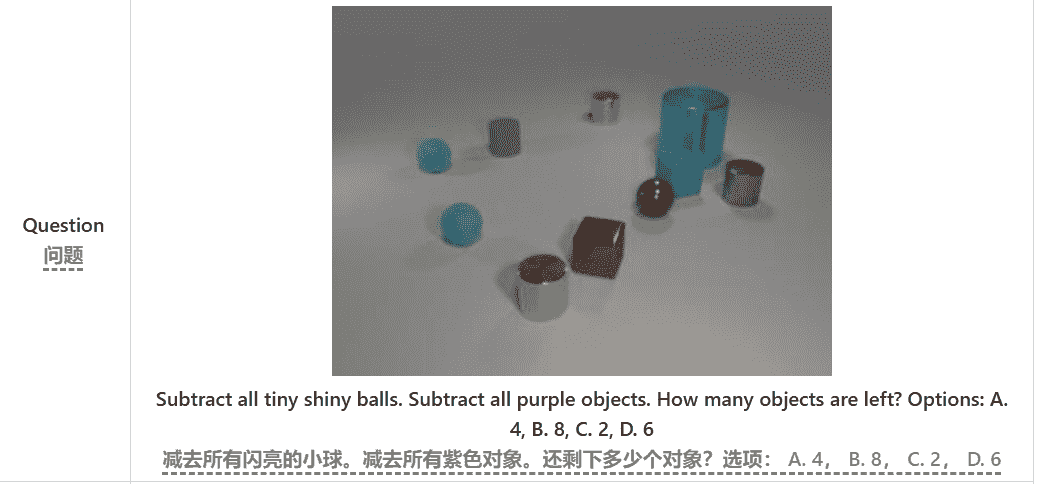 Question
问题
Subtract all tiny shiny balls. Subtract all purple objects. How many objects are left? Options: A.
4, B. 8, C. 2, D. 6
减去所有闪亮的小球。减去所有紫色对象。还剩下多少个对象？选项： A. 4， B. 8， C. 2， D. 6